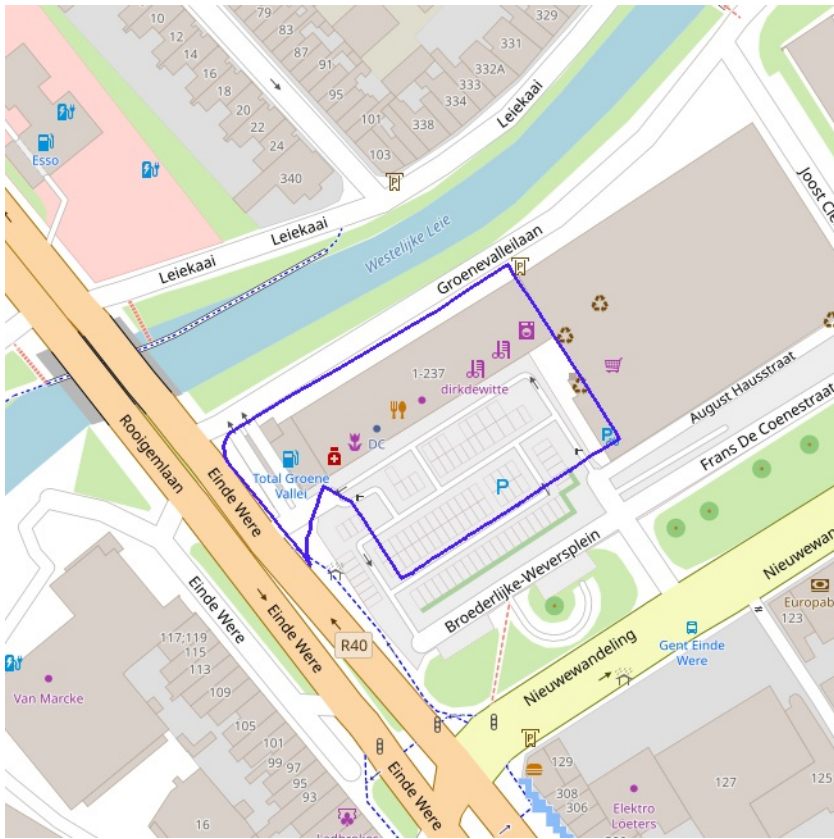 329
10
12
14
16
18
20
22
24
340
83
87
91
95
101
103
331
332A
333
334
338
Leiekaai
Esso
Leiekaai
Leiekaai
Westelijke Leie
Groenevalleilaan
Joost Cle
P
P
1-237
dirkdewitte
DC
Total Groene
Vallei
P
P
August Hausstraat
Frans De Coenestraat
Rooigemlaan
Einde Were
Broederlijke-Weversplein
Einde Were
Einde Were
R40
Nieuwewandeling
Nieuwewan
Gent Einde
Were
Europab
123
117;119
115
113
109
105
101
99
97
95
93
16
Van Marcke
Einde Were
P
129
308
306
127
125
Elektro
Loeters